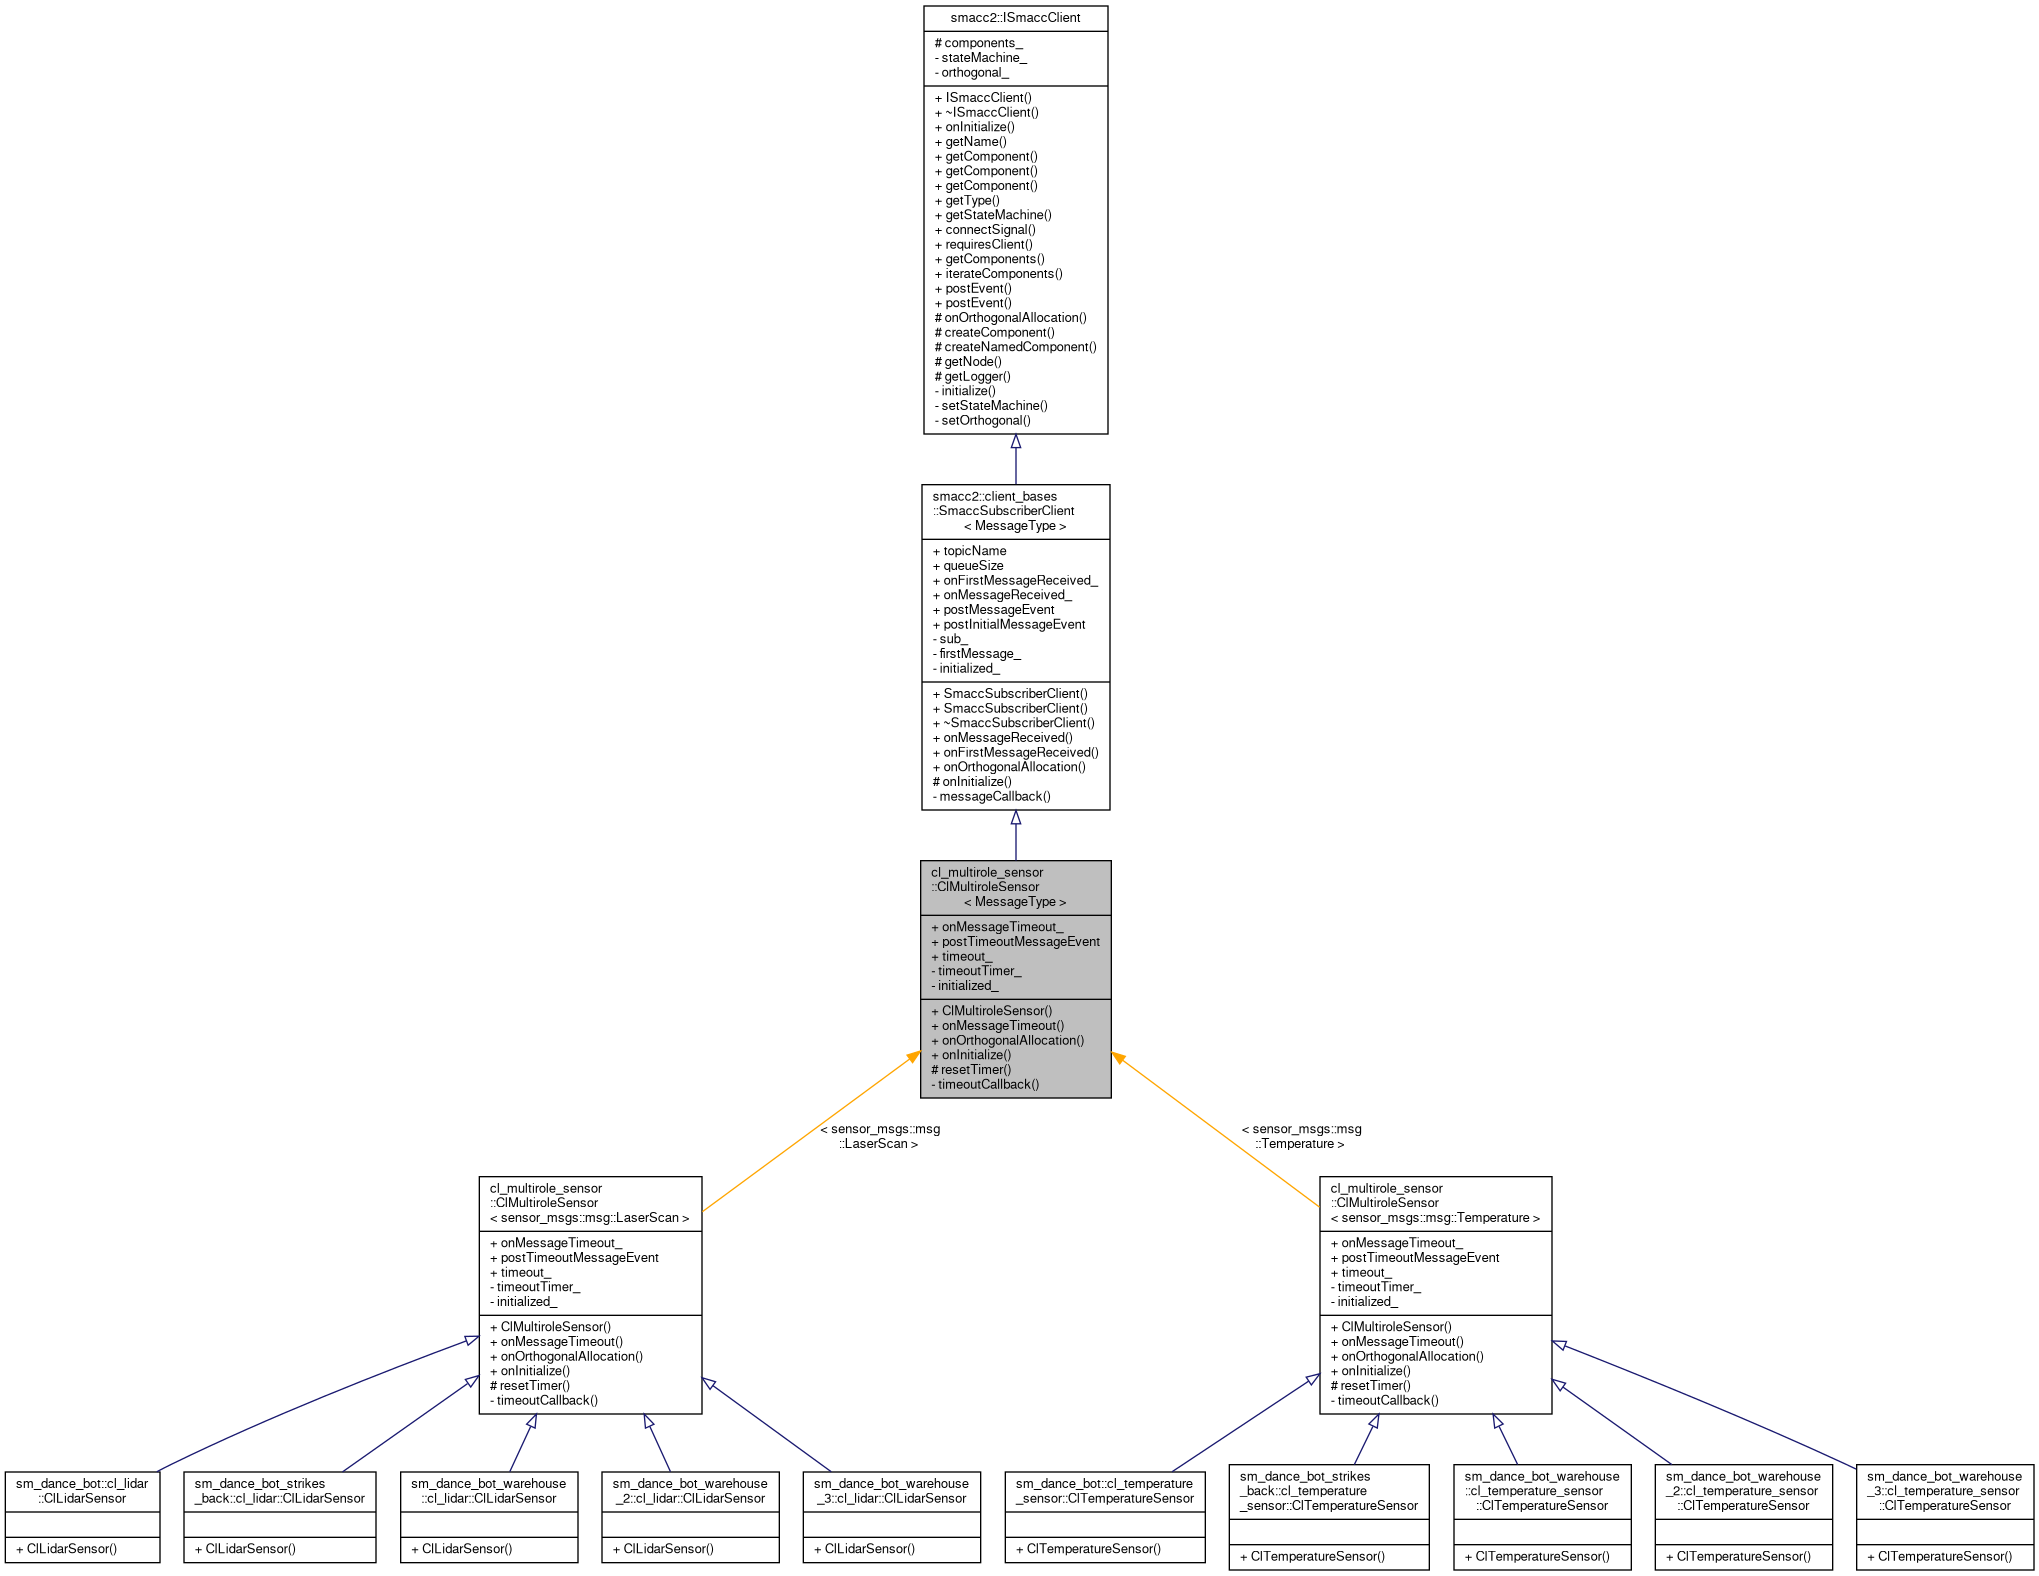 smacc2::ISmaccClient
# components_
- stateMachine_
- orthogonal_
+ ISmaccClient()
+ ~ISmaccClient()
+ onInitialize()
+ getName()
+ getComponent()
+ getComponent()
+ getComponent()
+ getType()
+ getStateMachine()
+ connectSignal()
+ requiresClient()
+ getComponents()
+ iterateComponents()
+ postEvent()
+ postEvent()
# onOrthogonalAllocation()
# createComponent()
# createNamedComponent()
# getNode()
# getLogger()
- initialize()
- setStateMachine()
- setOrthogonal()
smacc2::client_bases
::SmaccSubscriberClient
< MessageType >
+ topicName
+ queueSize
+ onFirstMessageReceived_
+ onMessageReceived_
+ postMessageEvent
+ postInitialMessageEvent
- sub_
- firstMessage_
- initialized_
+ SmaccSubscriberClient()
+ SmaccSubscriberClient()
+ ~SmaccSubscriberClient()
+ onMessageReceived()
+ onFirstMessageReceived()
+ onOrthogonalAllocation()
# onInitialize()
- messageCallback()
cl_multirole_sensor
::ClMultiroleSensor
< MessageType >
+ onMessageTimeout_
+ postTimeoutMessageEvent
+ timeout_
- timeoutTimer_
- initialized_
+ ClMultiroleSensor()
+ onMessageTimeout()
+ onOrthogonalAllocation()
+ onInitialize()
# resetTimer()
- timeoutCallback()
< sensor_msgs::msg
::LaserScan >
< sensor_msgs::msg
::Temperature >
cl_multirole_sensor
::ClMultiroleSensor
< sensor_msgs::msg::LaserScan >
+ onMessageTimeout_
+ postTimeoutMessageEvent
+ timeout_
- timeoutTimer_
- initialized_
+ ClMultiroleSensor()
+ onMessageTimeout()
+ onOrthogonalAllocation()
+ onInitialize()
# resetTimer()
- timeoutCallback()
cl_multirole_sensor
::ClMultiroleSensor
< sensor_msgs::msg::Temperature >
+ onMessageTimeout_
+ postTimeoutMessageEvent
+ timeout_
- timeoutTimer_
- initialized_
+ ClMultiroleSensor()
+ onMessageTimeout()
+ onOrthogonalAllocation()
+ onInitialize()
# resetTimer()
- timeoutCallback()
sm_dance_bot::cl_lidar
::ClLidarSensor
+ ClLidarSensor()
sm_dance_bot_strikes
_back::cl_lidar::ClLidarSensor
+ ClLidarSensor()
sm_dance_bot_warehouse
::cl_lidar::ClLidarSensor
+ ClLidarSensor()
sm_dance_bot_warehouse
_2::cl_lidar::ClLidarSensor
+ ClLidarSensor()
sm_dance_bot_warehouse
_3::cl_lidar::ClLidarSensor
+ ClLidarSensor()
sm_dance_bot::cl_temperature
_sensor::ClTemperatureSensor
+ ClTemperatureSensor()
sm_dance_bot_strikes
_back::cl_temperature
_sensor::ClTemperatureSensor
+ ClTemperatureSensor()
sm_dance_bot_warehouse
::cl_temperature_sensor
::ClTemperatureSensor
+ ClTemperatureSensor()
sm_dance_bot_warehouse
_2::cl_temperature_sensor
::ClTemperatureSensor
+ ClTemperatureSensor()
sm_dance_bot_warehouse
_3::cl_temperature_sensor
::ClTemperatureSensor
+ ClTemperatureSensor()